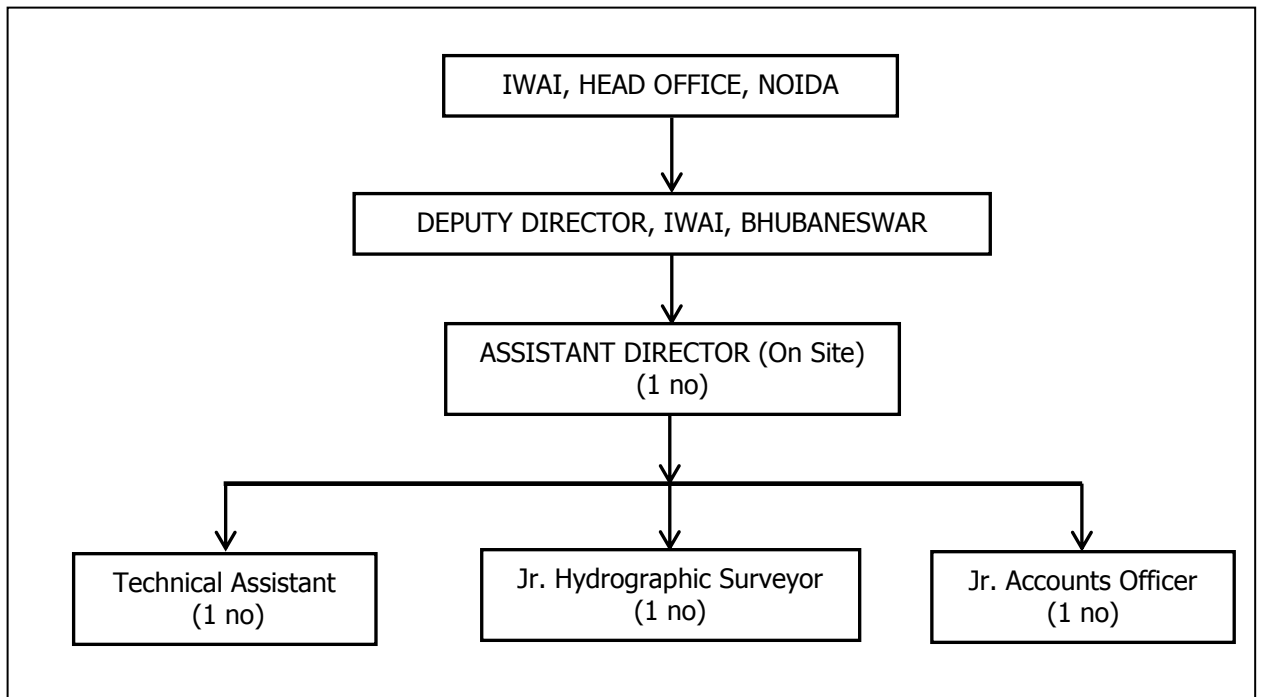 IWAI, HEAD OFFICE, NOIDA
DEPUTY DIRECTOR, IWAI, BHUBANESWAR
ASSISTANT DIRECTOR (On Site)
(1 no)
Technical Assistant
(1 no)
Jr. Hydrographic Surveyor
(1 no)
Jr. Accounts Officer
(1 no)